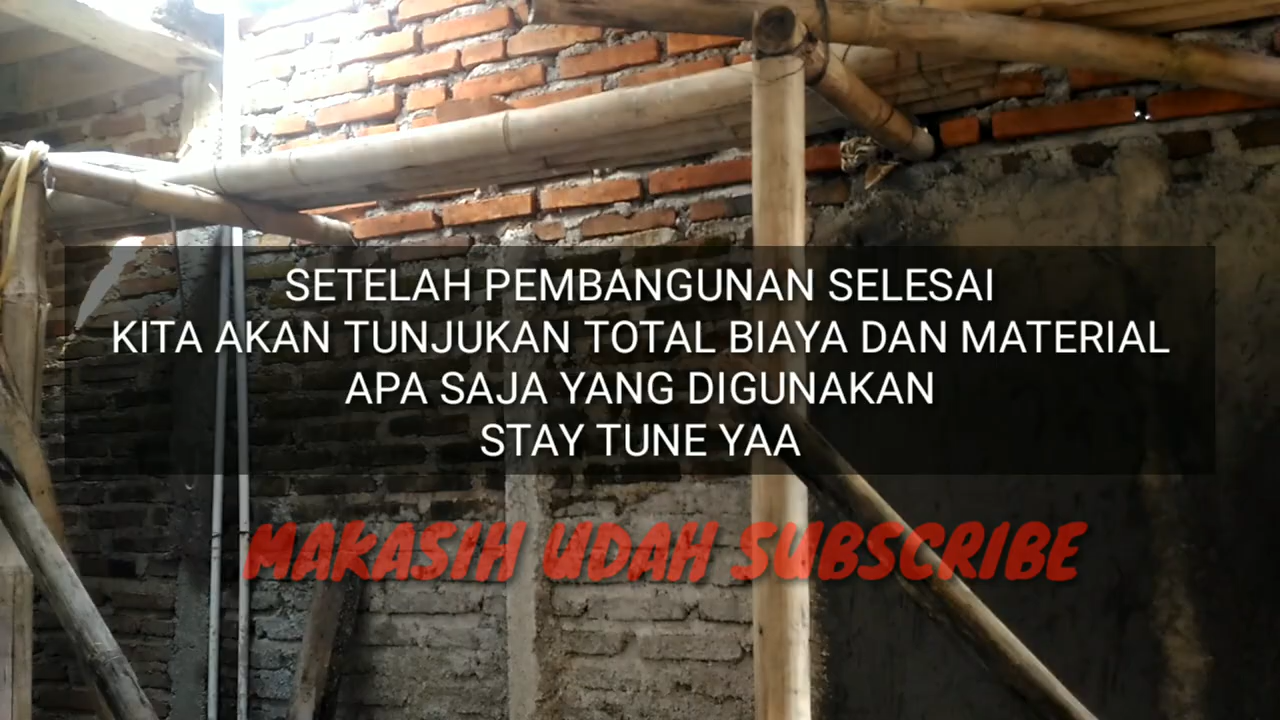 SETELAH PEMBANGUNAN SELESAI
KITA AKAN TUNJUKAN TOTAL BIAYA DAN MATERIAL
APA SAJA YANG DIGUNAKAN
STAY TUNE YAA
MAKASIH UDAH SUBSCRIBE